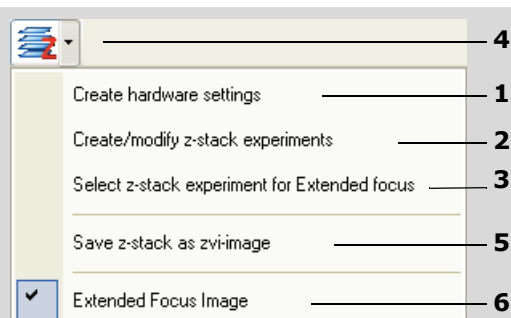 z 4
Create hardware settings 1
Create/modify z-stack experiments 2
Select z-stack experiment for Extended focus 3
Save z-stack as zvi-image 5
Extended Focus Image 6